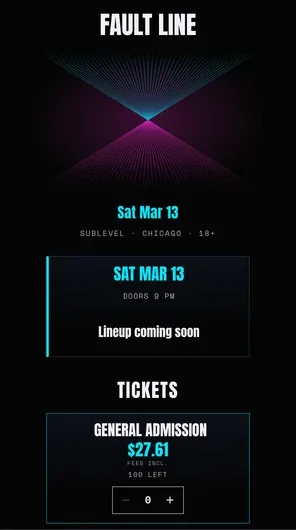 FAULT LINE
Sat Mar 13
SUBLEVEL · CHICAGO · 18+
SAT MAR 13
DOORS 9 PM
Lineup coming soon
TICKETS
GENERAL ADMISSION
$27.61
FEES INCL.
100 LEFT
− 0 +